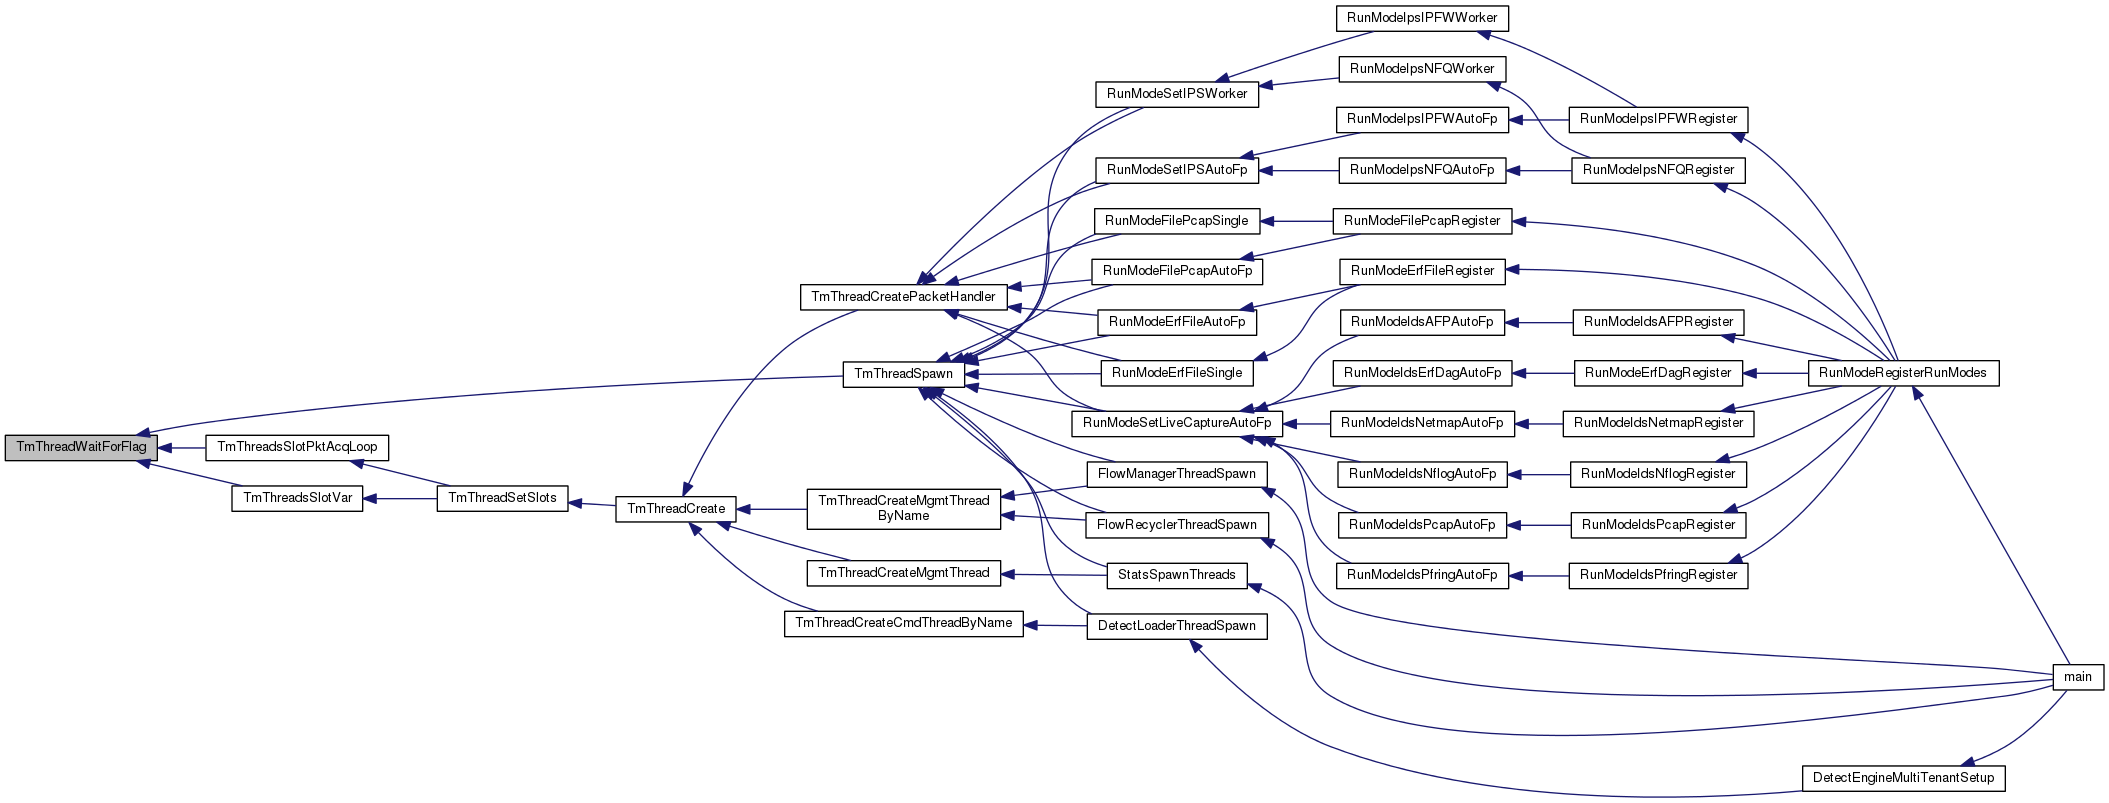 RunModeIpsIPFWWorker
RunModeIpsNFQWorker
RunModeSetIPSWorker
RunModeIpsIPFWAutoFp
RunModeIpsIPFWRegister
RunModeSetIPSAutoFp
RunModeIpsNFQAutoFp
RunModeIpsNFQRegister
RunModeFilePcapSingle
RunModeFilePcapRegister
RunModeFilePcapAutoFp
RunModeErfFileRegister
TmThreadCreatePacketHandler
RunModeErfFileAutoFp
RunModeIdsAFPAutoFp
RunModeIdsAFPRegister
TmThreadSpawn
RunModeErfFileSingle
RunModeIdsErfDagAutoFp
RunModeErfDagRegister
RunModeRegisterRunModes
RunModeSetLiveCaptureAutoFp
RunModeIdsNetmapAutoFp
RunModeIdsNetmapRegister
TmThreadWaitForFlag
TmThreadsSlotPktAcqLoop
FlowManagerThreadSpawn
RunModeIdsNflogAutoFp
RunModeIdsNflogRegister
TmThreadsSlotVar
TmThreadSetSlots
TmThreadCreate
TmThreadCreateMgmtThread
ByName
FlowRecyclerThreadSpawn
RunModeIdsPcapAutoFp
RunModeIdsPcapRegister
TmThreadCreateMgmtThread
StatsSpawnThreads
RunModeIdsPfringAutoFp
RunModeIdsPfringRegister
TmThreadCreateCmdThreadByName
DetectLoaderThreadSpawn
main
DetectEngineMultiTenantSetup